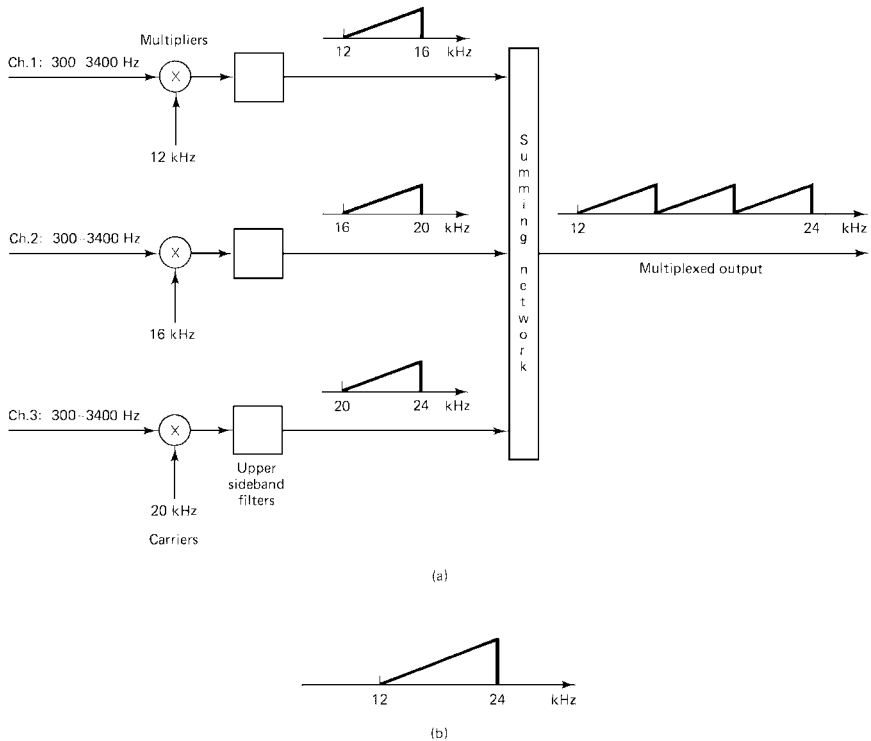 12 16 kHz
Multipliers
Ch.1: 300 3400 Hz
X
12 kHz
16 20 kHz
Ch.2: 300--3400 Hz
X
16 kHz
Summing network
12 24 kHz
Multiplexed output
20 24 kHz
Ch.3: 300--3400 Hz
X
Upper
sideband
filters
20 kHz
Carriers
(a)
12 24 kHz
(b)